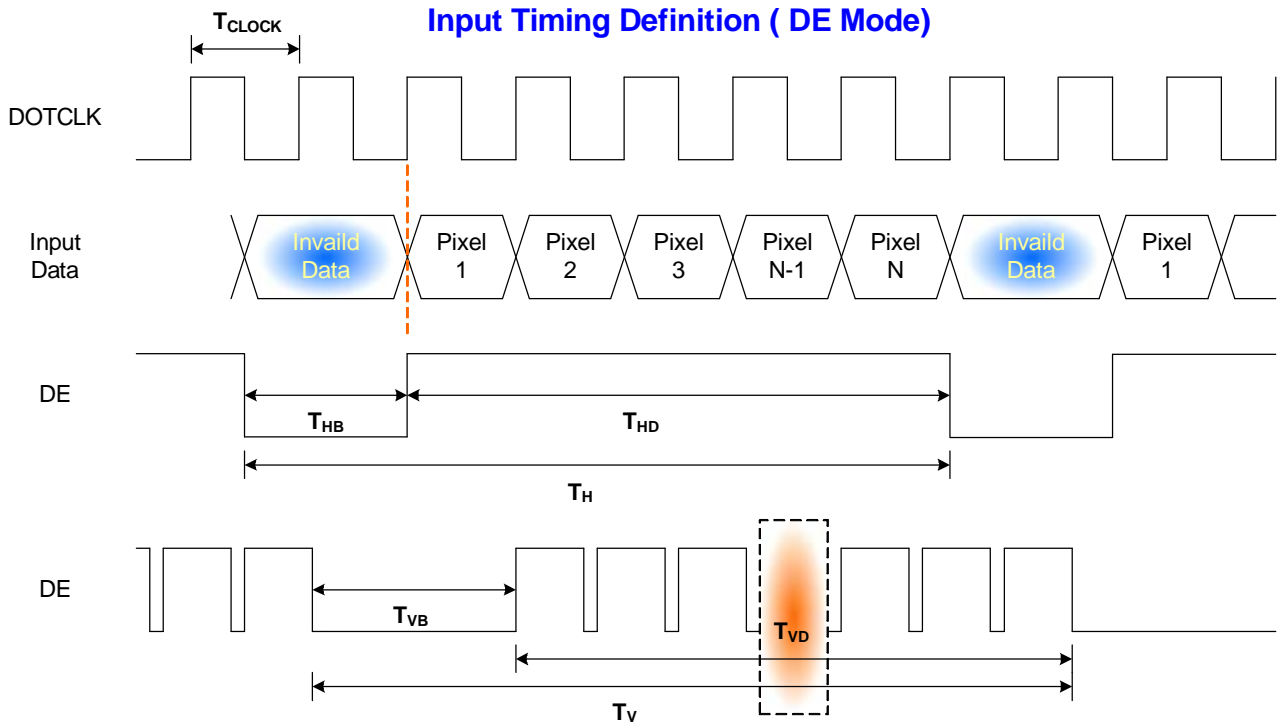 Input Timing Definition ( DE Mode)
TCLOCK
DOTCLK
Input
Data
Invaild
Data
Pixel
1
Pixel
2
Pixel
3
Pixel
N-1
Pixel
N
Invaild
Data
Pixel
1
DE
THB
THD
TH
DE
TVB
TVD
TV